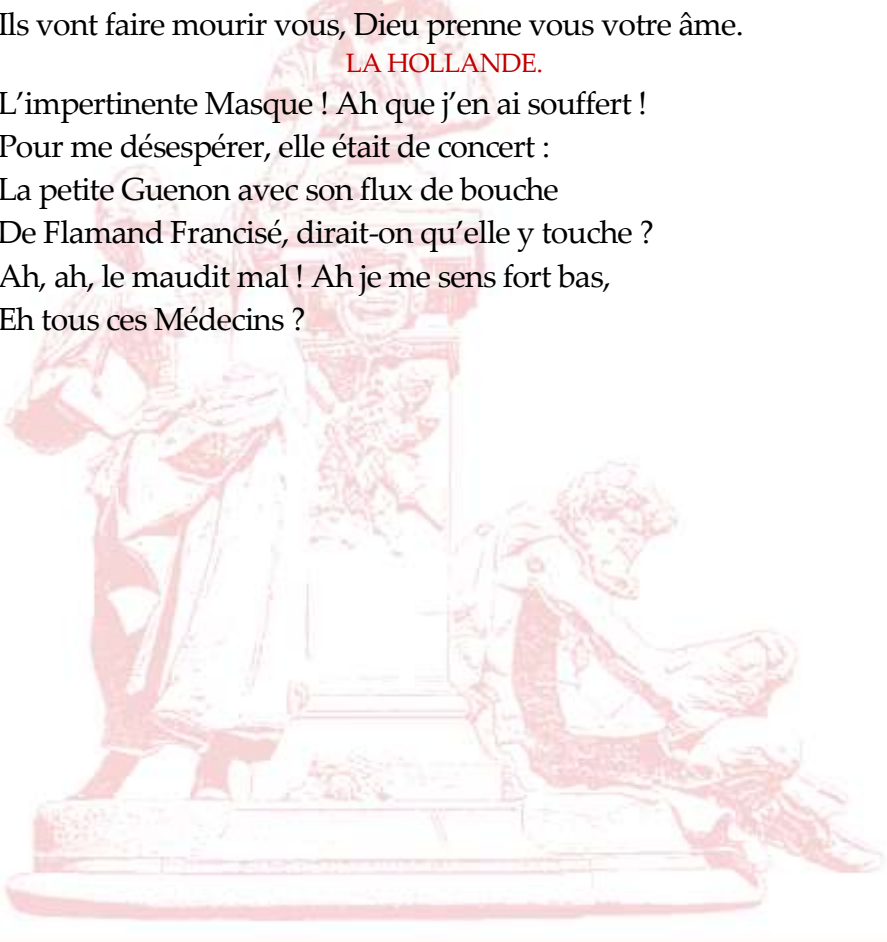 Ils vont faire mourir vous, Dieu prenne vous votre âme.
LA HOLLANDE.
L’impertinente Masque ! Ah que j’en ai souffert !
Pour me désespérer, elle était de concert :
La petite Guenon avec son flux de bouche
De Flamand Francisé, dirait-on qu’elle y touche ?
Ah, ah, le maudit mal ! Ah je me sens fort bas,
Eh tous ces Médecins ?